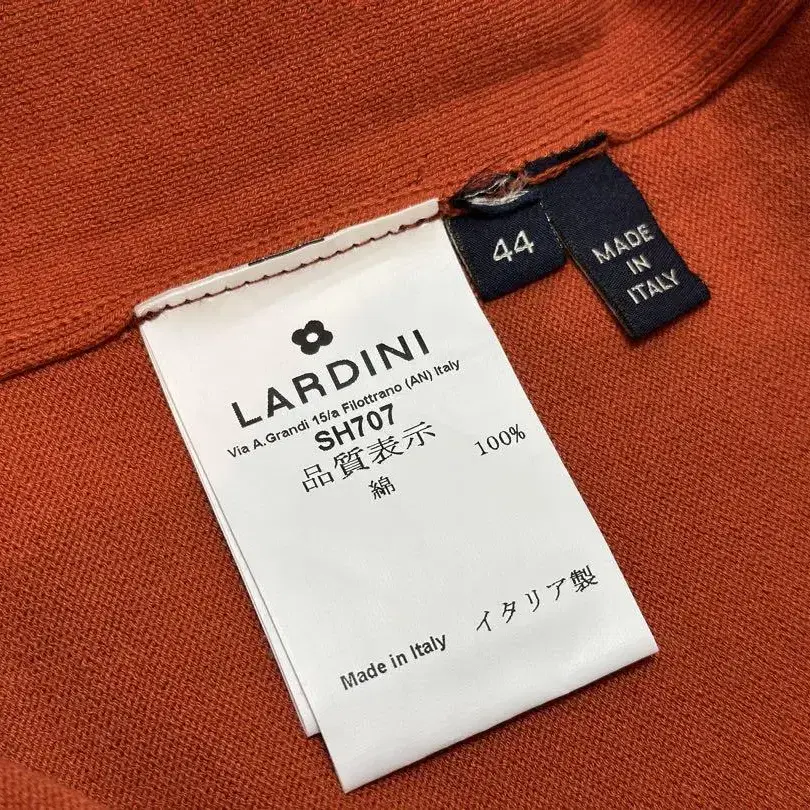 44
MADE
IN
ITALY
LARDINI
Via A.Grandi 15/a Filottrano (AN) Italy
SH707
品質表示
綿 100%
Made in Italy イタリア製